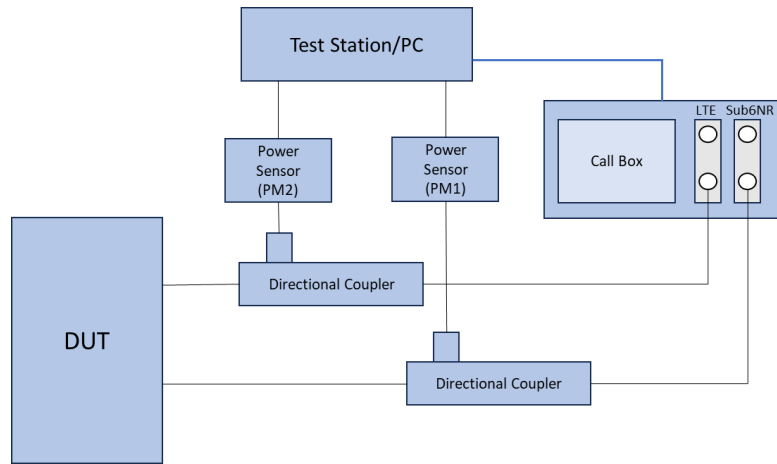 Test Station/PC
LTE Sub6NR
Power
Sensor
(PM2)
Power
Sensor
(PM1)
Call Box
Directional Coupler
DUT
Directional Coupler